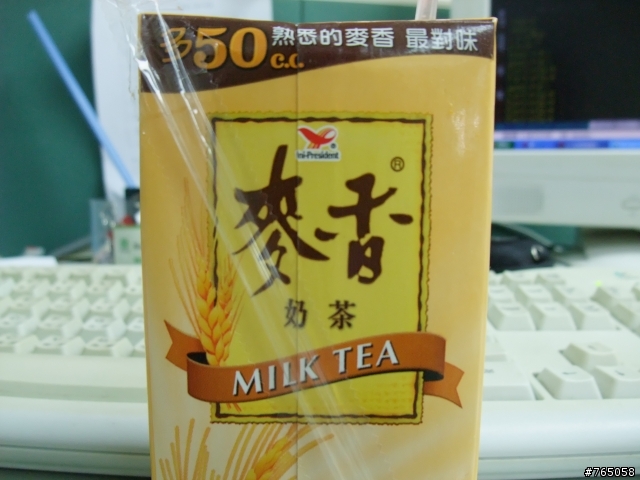 多50c.c. 熟悉的麥香 最對味
Uni-President
®
麥香
奶茶
MILK TEA
#765058